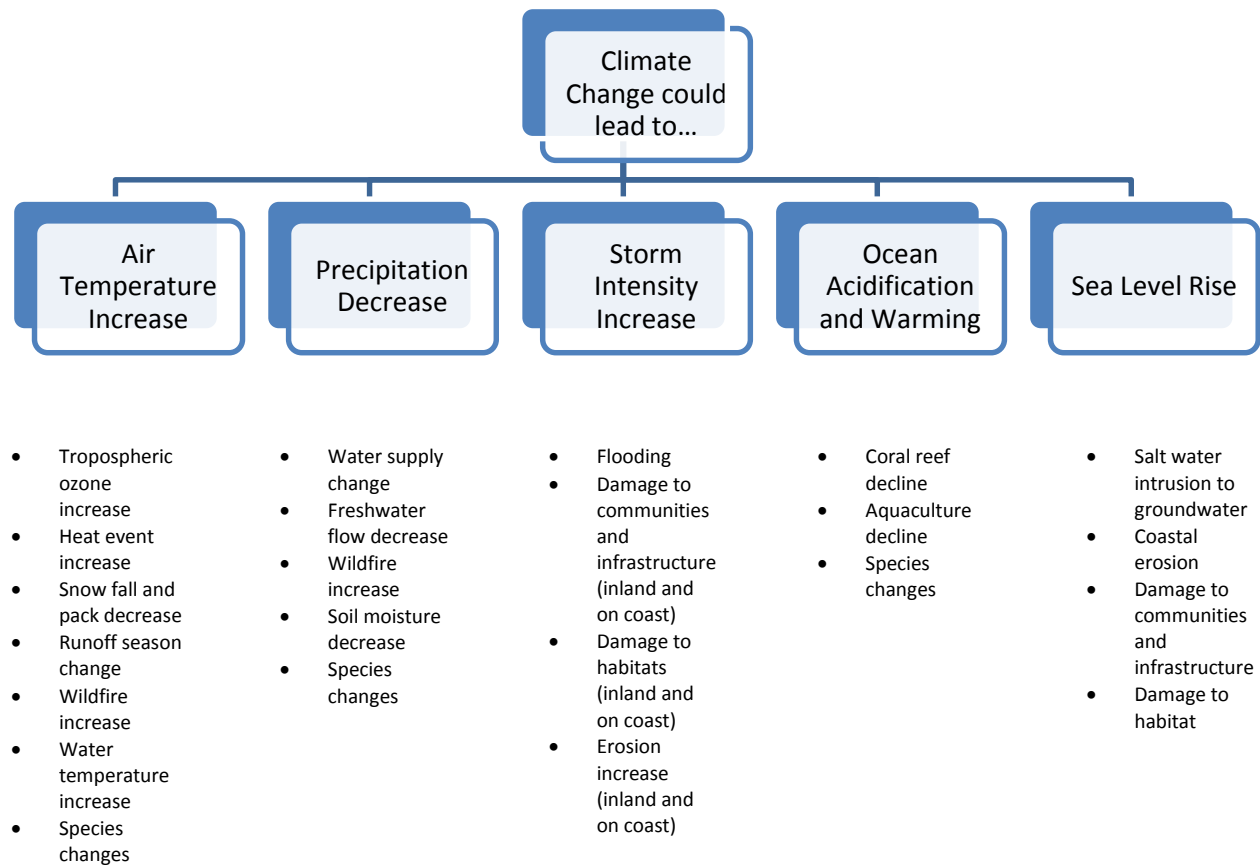 Climate
Change could
lead to…
Air
Temperature
Increase
Precipitation
Decrease
Storm
Intensity
Increase
Ocean
Acidification
and Warming
Sea Level Rise
• Tropospheric
ozone
increase
• Heat event
increase
• Snow fall and
pack decrease
• Runoff season
change
• Wildfire
increase
• Water
temperature
increase
• Species
changes
• Water supply
change
• Freshwater
flow decrease
• Wildfire
increase
• Soil moisture
decrease
• Species
changes
• Flooding
• Damage to
communities
and
infrastructure
(inland and
on coast)
• Damage to
habitats
(inland and
on coast)
• Erosion
increase
(inland and
on coast)
• Coral reef
decline
• Aquaculture
decline
• Species
changes
• Salt water
intrusion to
groundwater
• Coastal
erosion
• Damage to
communities
and
infrastructure
• Damage to
habitat